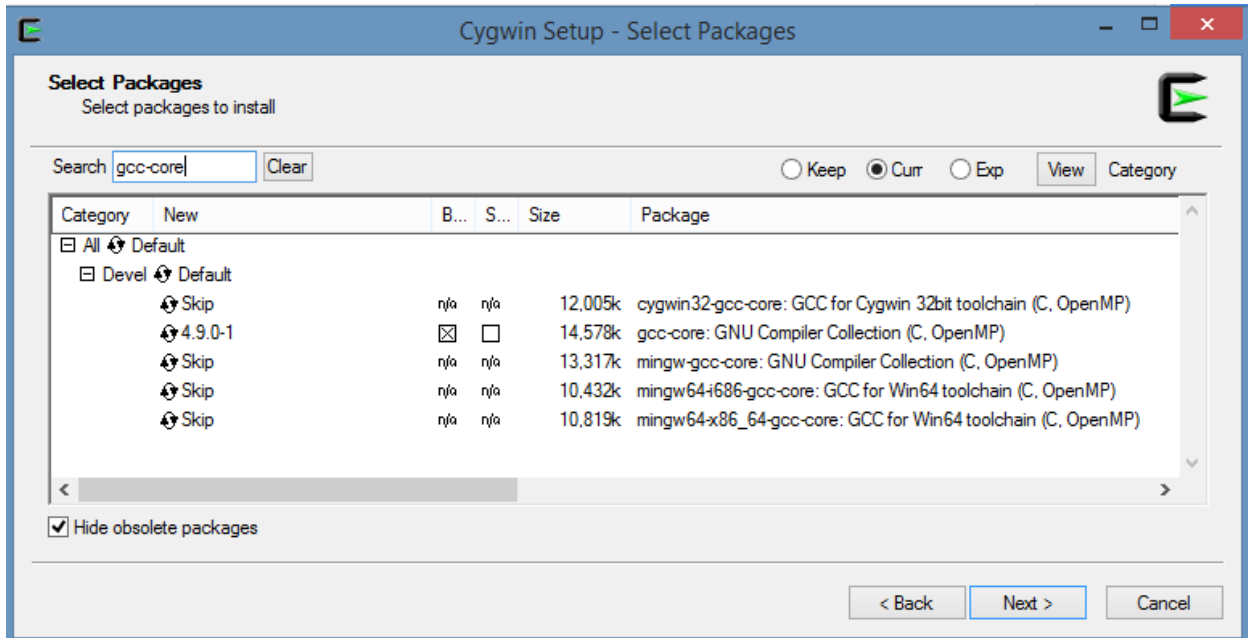 Cygwin Setup - Select Packages
Select Packages
Select packages to install
Search gcc-core Clear Keep Curr Exp View Category
Category New B... S... Size Package
All Default
Devel Default
Skip n/a n/a 12,005k cygwin32-gcc-core: GCC for Cygwin 32bit toolchain (C, OpenMP)
4.9.0-1 14,578k gcc-core: GNU Compiler Collection (C, OpenMP)
Skip n/a n/a 13,317k mingw-gcc-core: GNU Compiler Collection (C, OpenMP)
Skip n/a n/a 10,432k mingw64-i686-gcc-core: GCC for Win64 toolchain (C, OpenMP)
Skip n/a n/a 10,819k mingw64-x86_64-gcc-core: GCC for Win64 toolchain (C, OpenMP)
Hide obsolete packages
< Back Next > Cancel